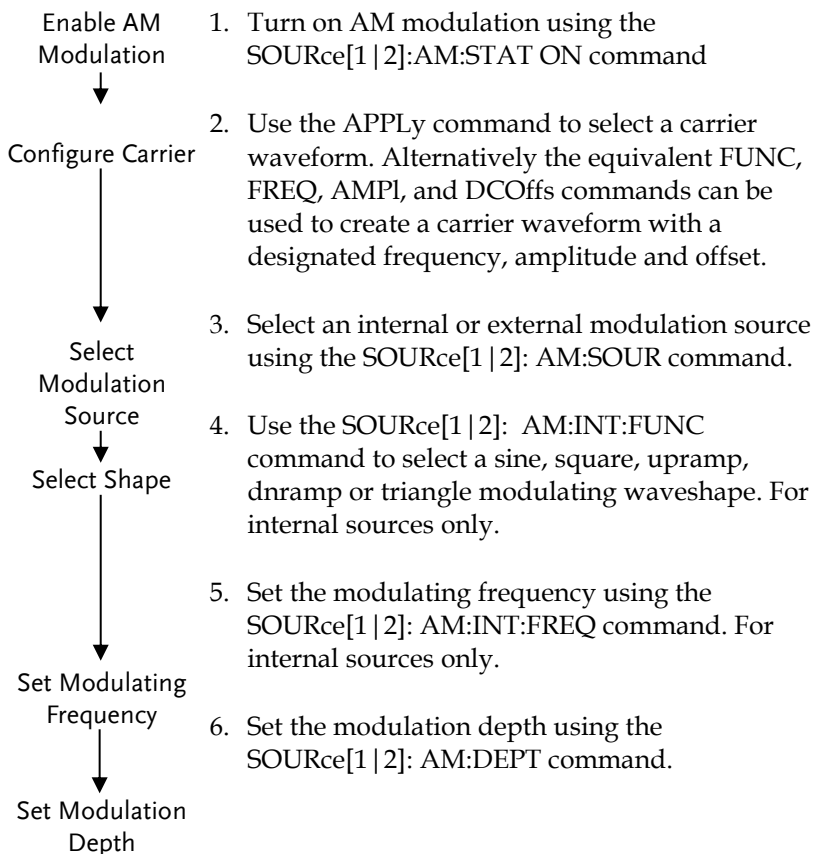 Enable AM
Modulation
1. Turn on AM modulation using the
SOURce[1|2]:AM:STAT ON command
Configure Carrier
2. Use the APPLy command to select a carrier
waveform. Alternatively the equivalent FUNC,
FREQ, AMPl, and DCOffs commands can be
used to create a carrier waveform with a
designated frequency, amplitude and offset.
Select
Modulation
Source
3. Select an internal or external modulation source
using the SOURce[1|2]: AM:SOUR command.
Select Shape
4. Use the SOURce[1|2]: AM:INT:FUNC
command to select a sine, square, upramp,
dnramp or triangle modulating waveshape. For
internal sources only.
Set Modulating
Frequency
5. Set the modulating frequency using the
SOURce[1|2]: AM:INT:FREQ command. For
internal sources only.
Set Modulation
Depth
6. Set the modulation depth using the
SOURce[1|2]: AM:DEPT command.